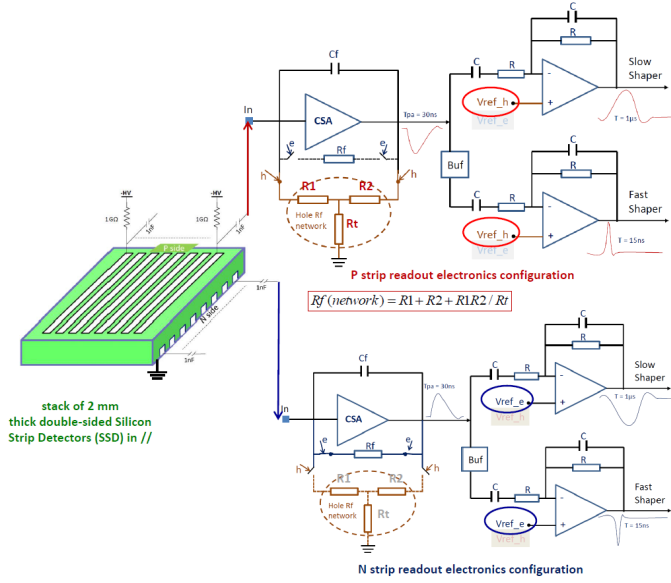 C
R
Slow
Shaper
C
R
-
+
Vref_h
Vref_e
T = 1µs
Cf
In
CSA
Tpa = 30ns
e
Rf
e
h
R1
R2
h
Hole Rf
network
Rt
Buf
C
R
C
R
-
+
Vref_h
Vref_e
Fast
Shaper
T = 15ns
P strip readout electronics configuration
Rf (network) = R1 + R2 + R1R2 / Rt
-HV
1GΩ
1nF
-HV
1GΩ
1nF
P side
N side
1nF
1nF
stack of 2 mm
thick double-sided Silicon
Strip Detectors (SSD) in //
C
R
Slow
Shaper
C
R
-
+
Vref_e
Vref_h
T = 1µs
Cf
In
CSA
Tpa = 30ns
e
Rf
e
h
R1
R2
h
Hole Rf
network
Rt
Buf
C
R
C
R
-
+
Vref_e
Vref_h
Fast
Shaper
T = 15ns
N strip readout electronics configuration